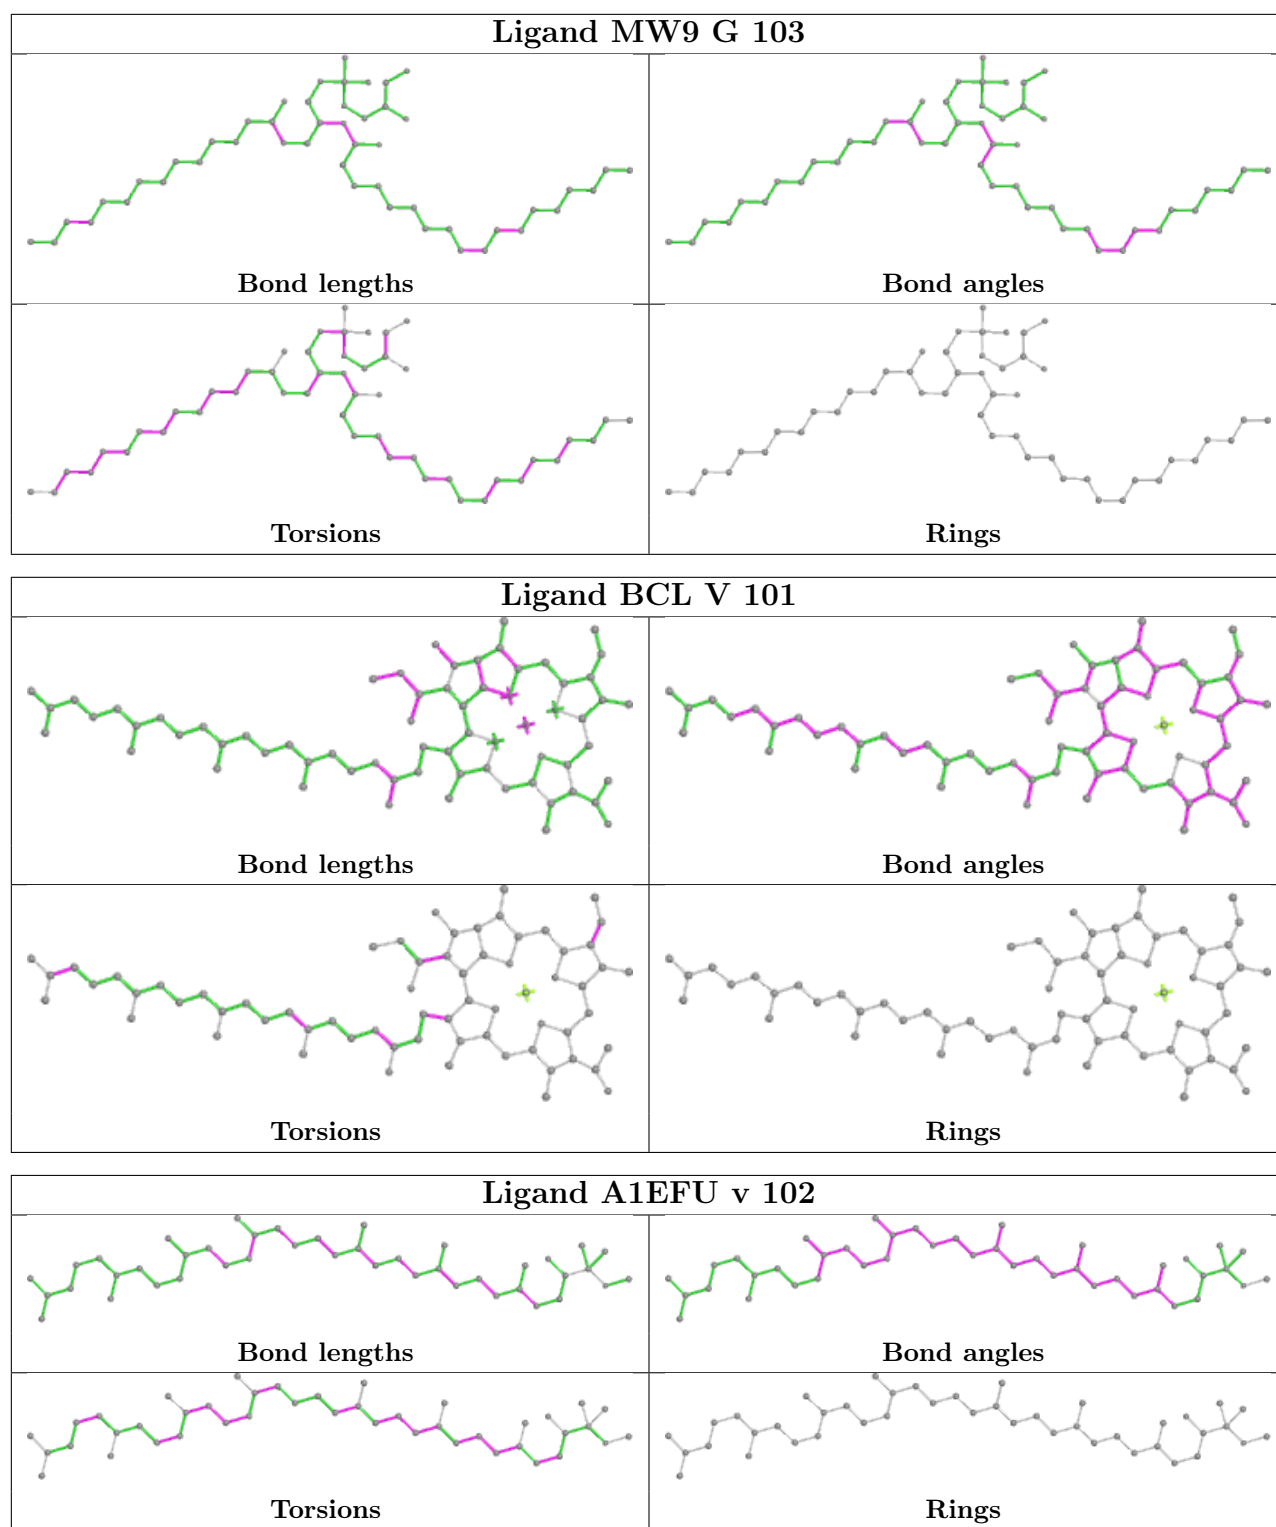 Ligand MW9 G 103
Bond lengths
Bond angles
Torsions
Rings
Ligand BCL V 101
Bond lengths
Bond angles
Torsions
Rings
Ligand A1EFU v 102
Bond lengths
Bond angles
Torsions
Rings